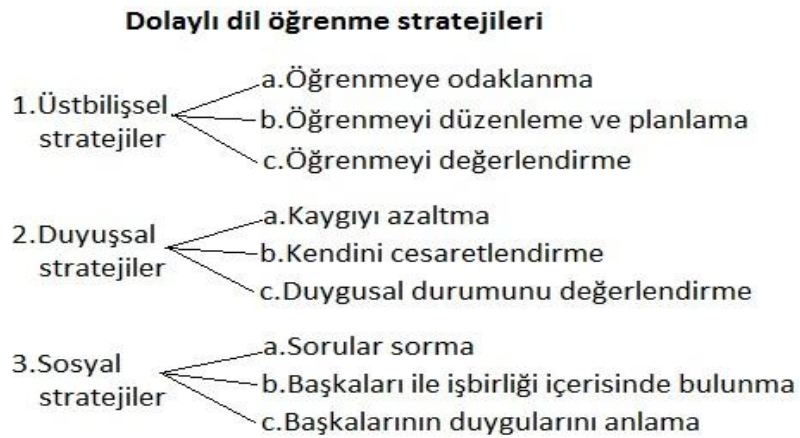 Dolaylı dil öğrenme stratejileri
1.Üstbilişsel
stratejiler
a.Öğrenmeye odaklanma
b.Öğrenmeyi düzenleme ve planlama
c.Öğrenmeyi değerlendirme
2.Duyuşsal
stratejiler
a.Kaygıyı azaltma
b.Kendini cesaretlendirme
c.Duygusal durumunu değerlendirme
3.Sosyal
stratejiler
a.Sorular sorma
b.Başkaları ile işbirliği içerisinde bulunma
c.Başkalarının duygularını anlama